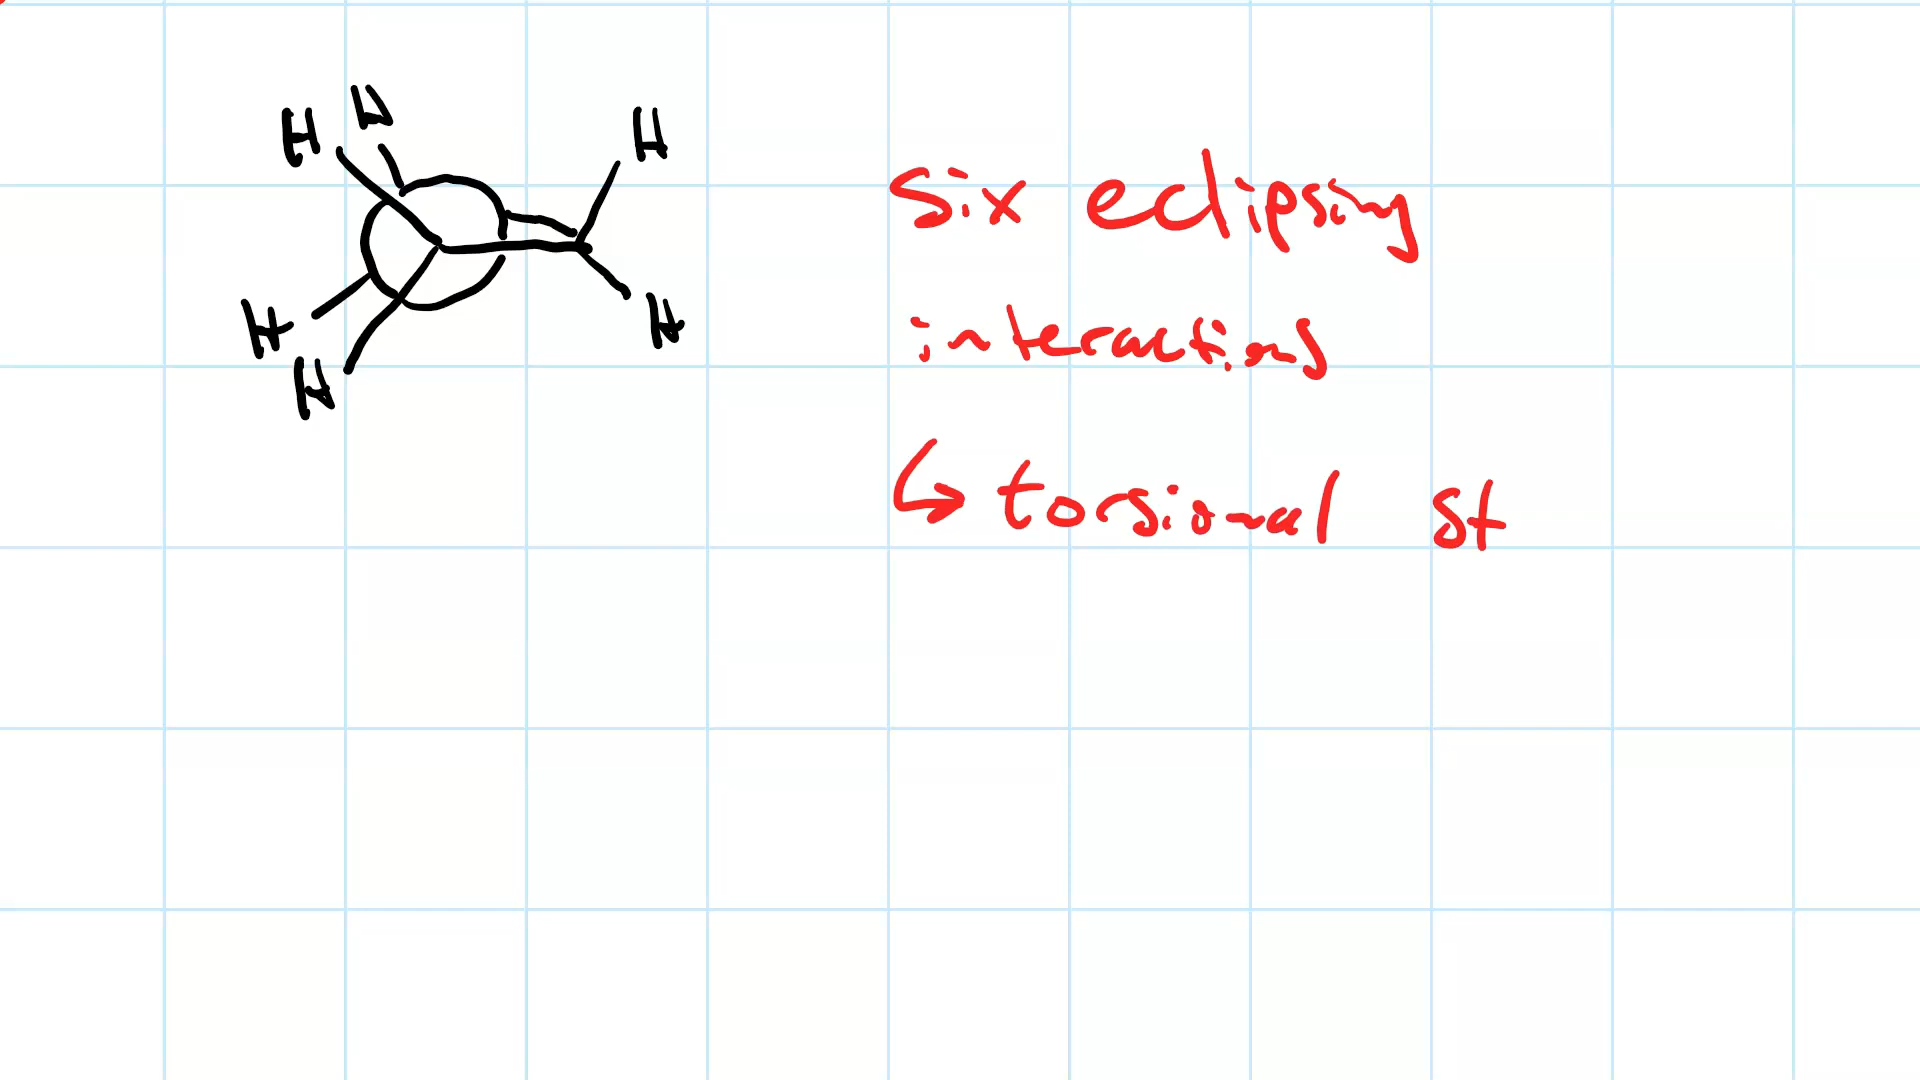 H H H
H H
H
six eclipsing
interactions
↳ torsional st